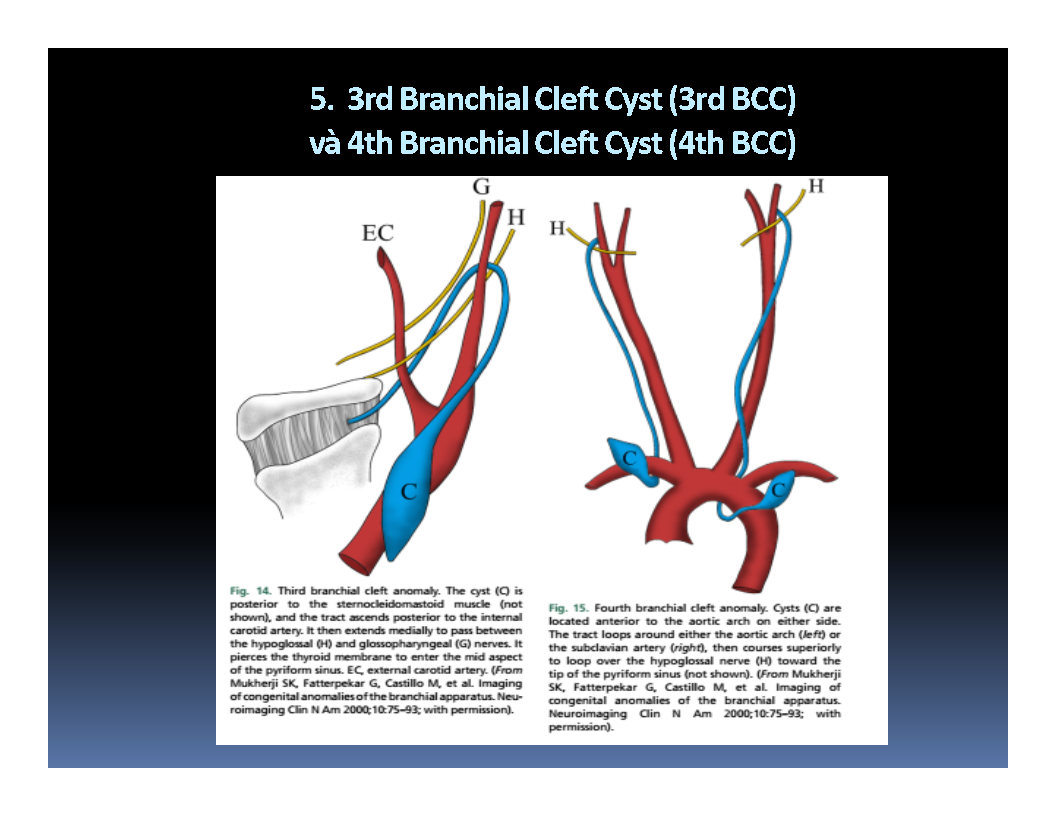 5. 3rd Branchial Cleft Cyst (3rd BCC)
và 4th Branchial Cleft Cyst (4th BCC)
G
H
EC
C
H
H
C
C
Fig. 14. Third branchial cleft anomaly. The cyst (C) is
posterior to the sternocleidomastoid muscle (not
shown), and the tract ascends posterior to the internal
carotid artery. It then extends medially to pass between
the hypoglossal (H) and glossopharyngeal (G) nerves. It
pierces the thyroid membrane to enter the mid aspect
of the pyriform sinus. EC, external carotid artery. (From
Mukherji SK, Fatterpekar G, Castillo M, et al. Imaging
of congenital anomalies of the branchial apparatus. Neu-
roimaging Clin N Am 2000;10:75–93; with permission).
Fig. 15. Fourth branchial cleft anomaly. Cysts (C) are
located anterior to the aortic arch on either side.
The tract loops around either the aortic arch (left) or
the subclavian artery (right), then courses superiorly
to loop over the hypoglossal nerve (H) toward the
tip of the pyriform sinus (not shown). (From Mukherji
SK, Fatterpekar G, Castillo M, et al. Imaging of
congenital anomalies of the branchial apparatus.
Neuroimaging Clin N Am 2000;10:75–93; with
permission).